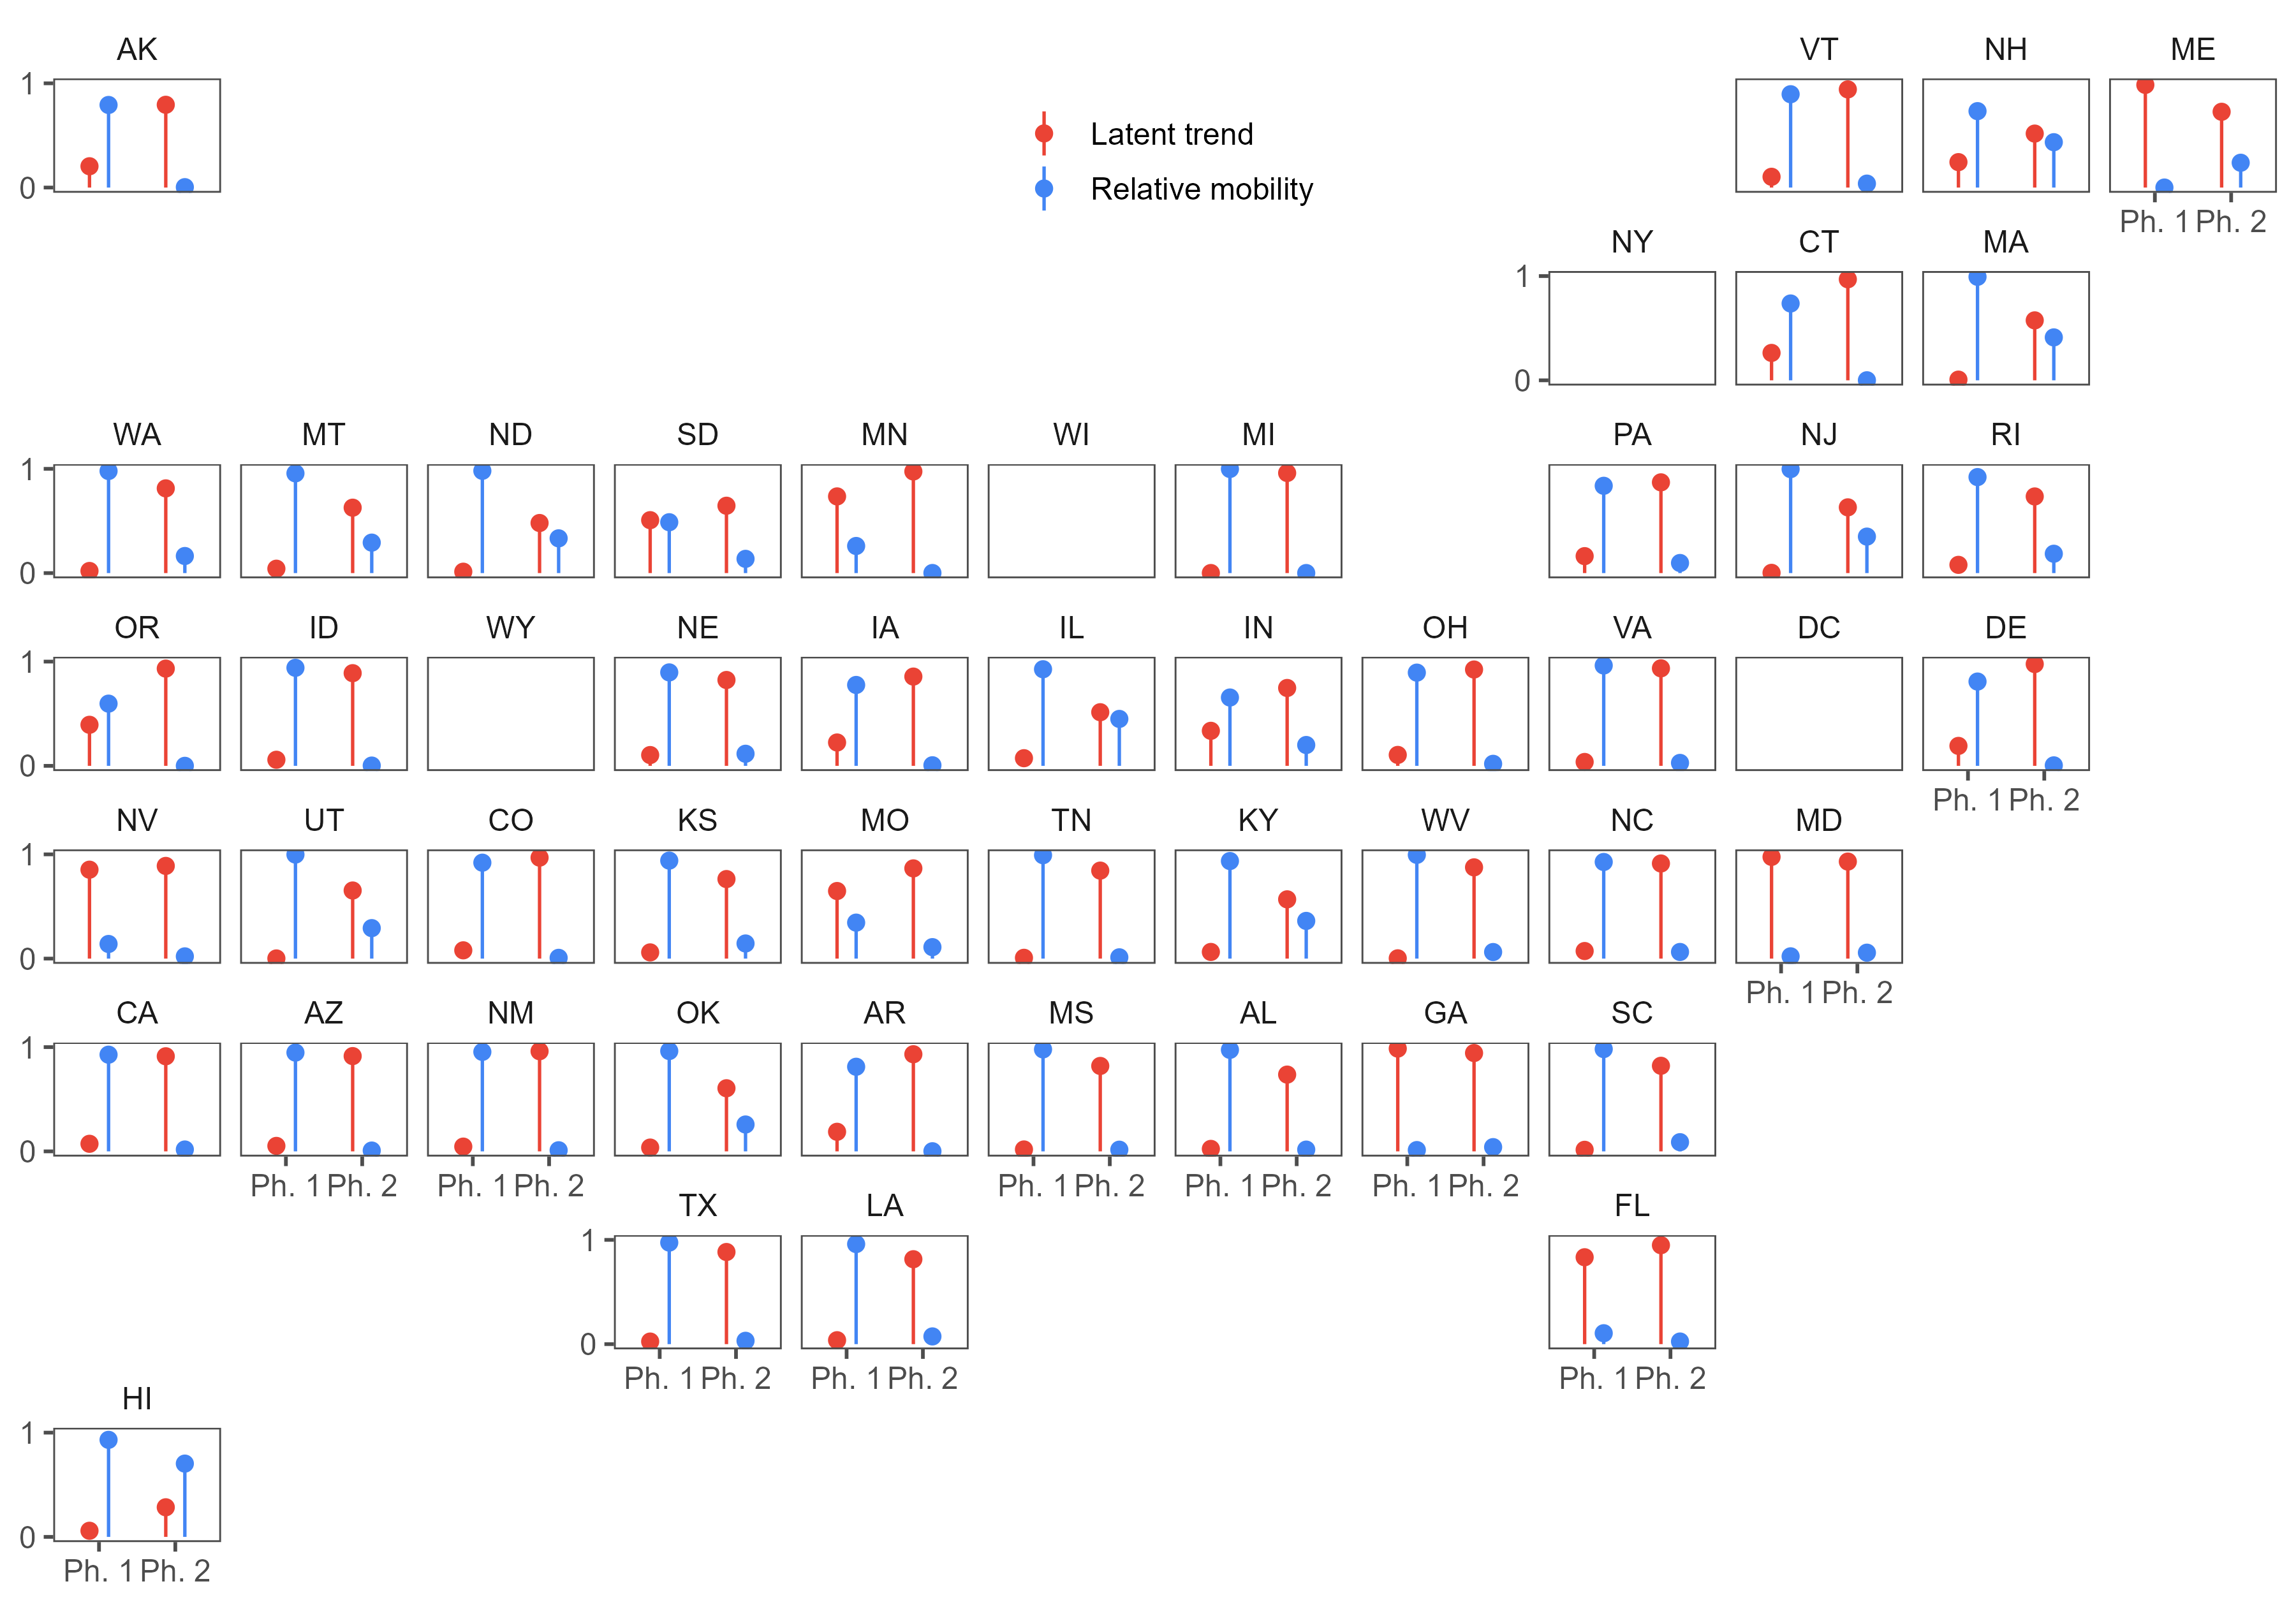 AK VT NH ME
1
0
Latent trend
Relative mobility
Ph. 1 Ph. 2
NY CT MA
1
0
WA MT ND SD MN WI MI PA NJ RI
1
0
OR ID WY NE IA IL IN OH VA DC DE
1
0
Ph. 1 Ph. 2
NV UT CO KS MO TN KY WV NC MD
1
0
Ph. 1 Ph. 2
CA AZ NM OK AR MS AL GA SC
1
0
Ph. 1 Ph. 2 Ph. 1 Ph. 2 Ph. 1 Ph. 2 Ph. 1 Ph. 2 Ph. 1 Ph. 2
TX LA FL
1
0
Ph. 1 Ph. 2 Ph. 1 Ph. 2 Ph. 1 Ph. 2
HI
1
0
Ph. 1 Ph. 2